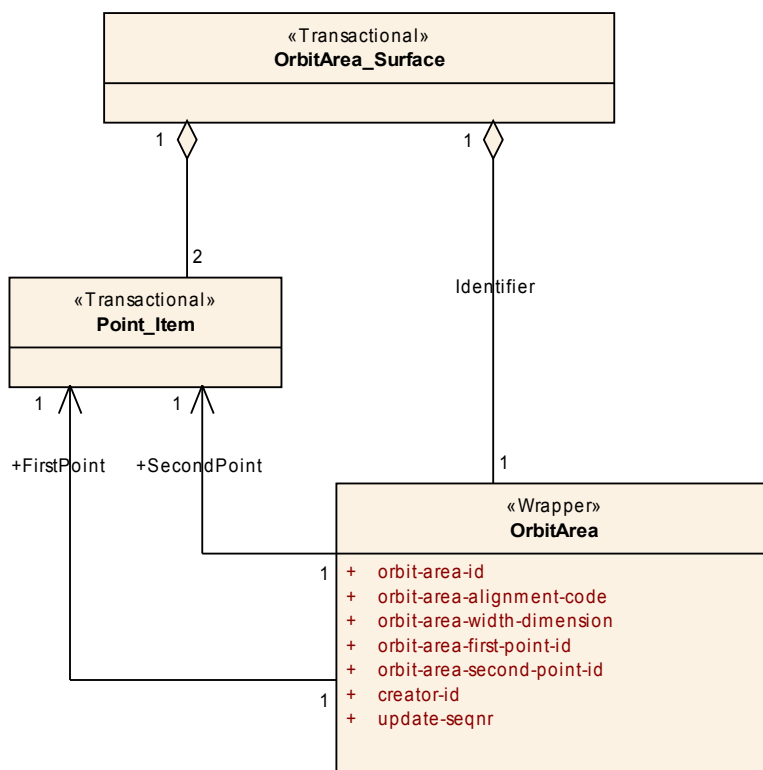 «Transactional»
OrbitArea_Surface
1
1
2
«Transactional»
Point_Item
Identifier
1
1
+FirstPoint
+SecondPoint
1
«Wrapper»
OrbitArea
1
+ orbit-area-id
+ orbit-area-alignment-code
+ orbit-area-width-dimension
+ orbit-area-first-point-id
+ orbit-area-second-point-id
1
+ creator-id
+ update-seqnr